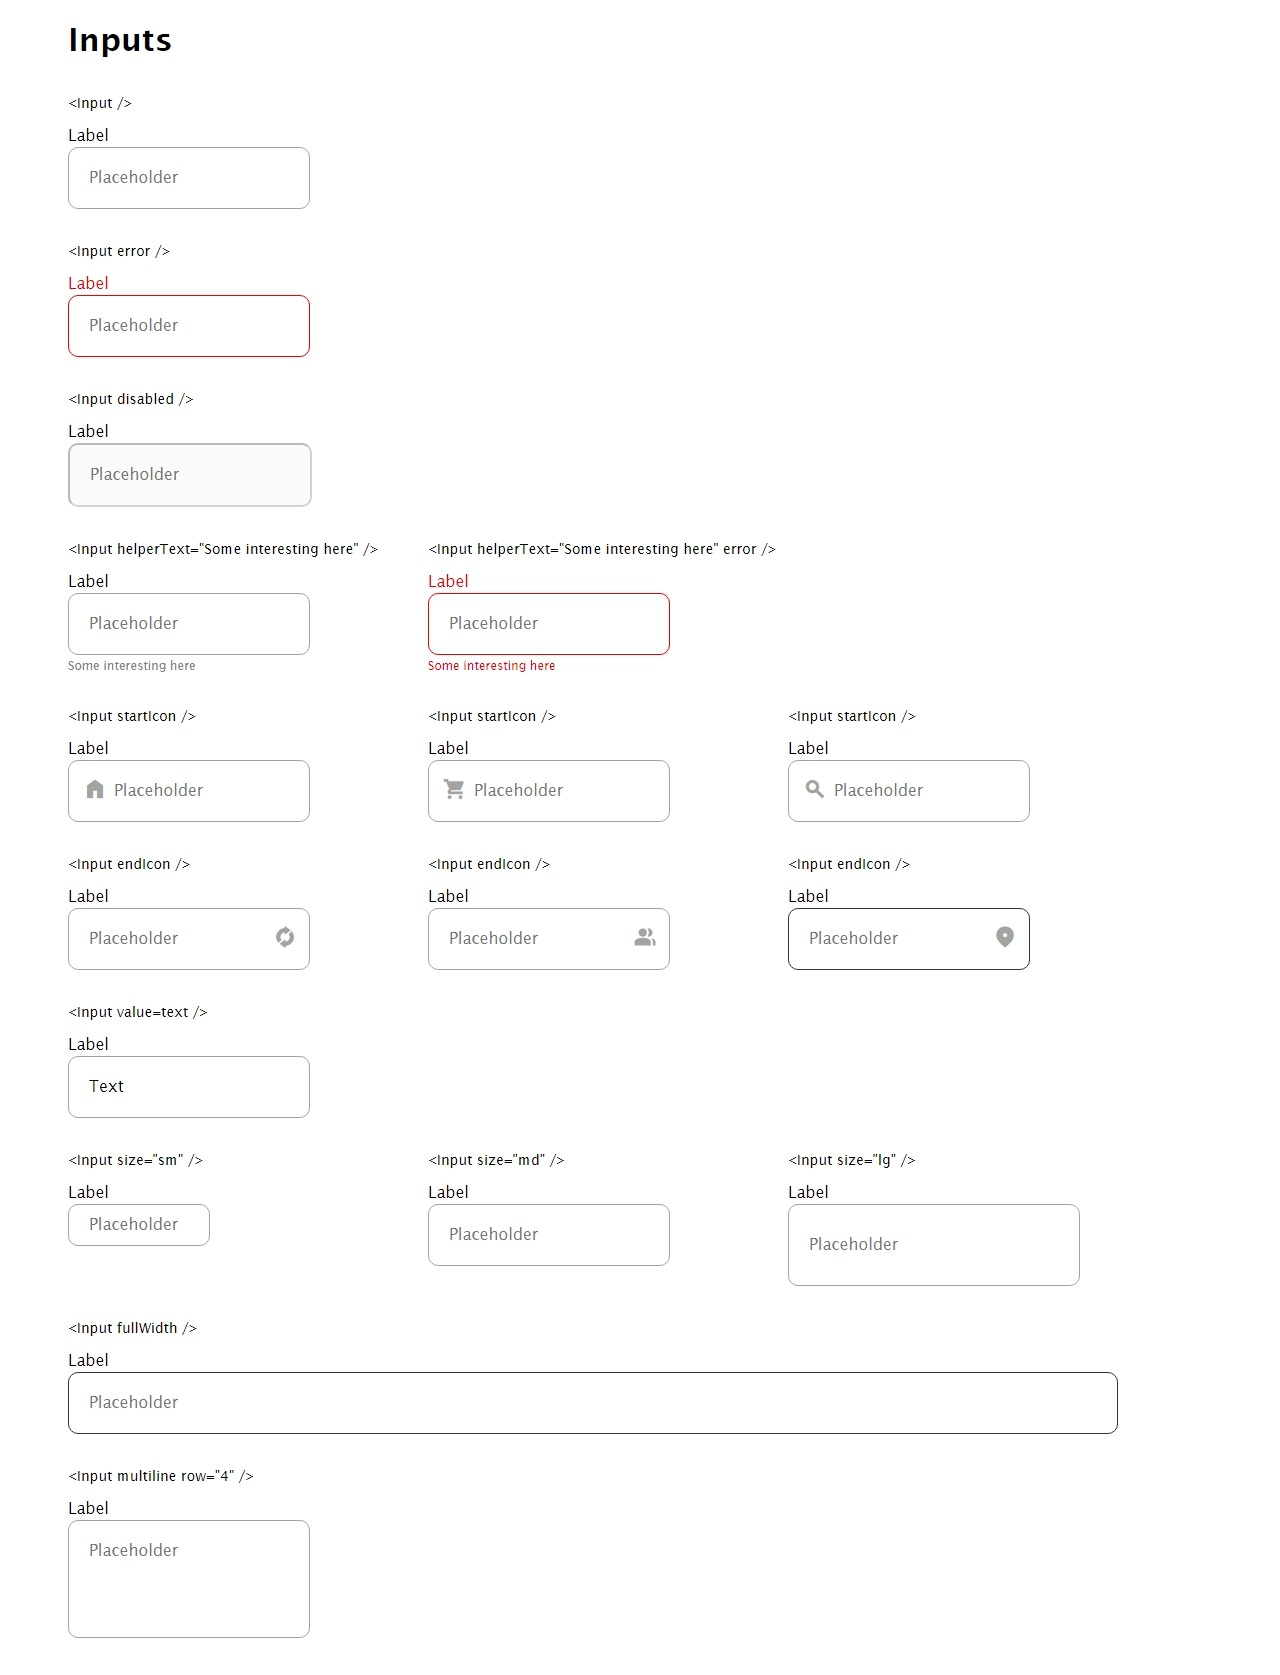 Inputs
<Input />
Label
Placeholder
<Input error />
Label
Placeholder
<Input disabled />
Label
Placeholder
<Input helperText="Some interesting here" />
Label
Placeholder
Some interesting here
<Input helperText="Some interesting here" error />
Label
Placeholder
Some interesting here
<Input startIcon />
Label
Placeholder
<Input startIcon />
Label
Placeholder
<Input startIcon />
Label
Placeholder
<Input endIcon />
Label
Placeholder
<Input endIcon />
Label
Placeholder
<Input endIcon />
Label
Placeholder
<Input value=text />
Label
Text
<Input size="sm" />
Label
Placeholder
<Input size="md" />
Label
Placeholder
<Input size="lg" />
Label
Placeholder
<Input fullWidth />
Label
Placeholder
<Input multiline row="4" />
Label
Placeholder